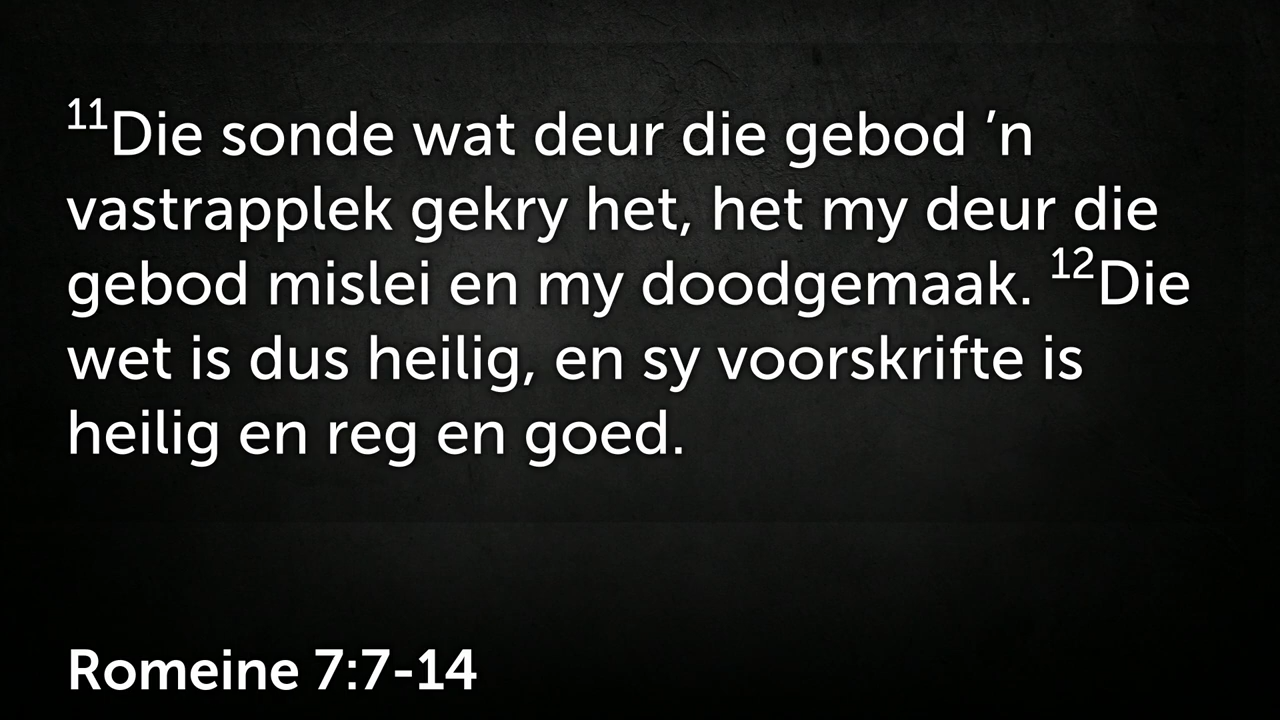 ¹¹Die sonde wat deur die gebod ’n
vastrapplek gekry het, het my deur die
gebod mislei en my doodgemaak. ¹²Die
wet is dus heilig, en sy voorskrifte is
heilig en reg en goed.
Romeine 7:7-14